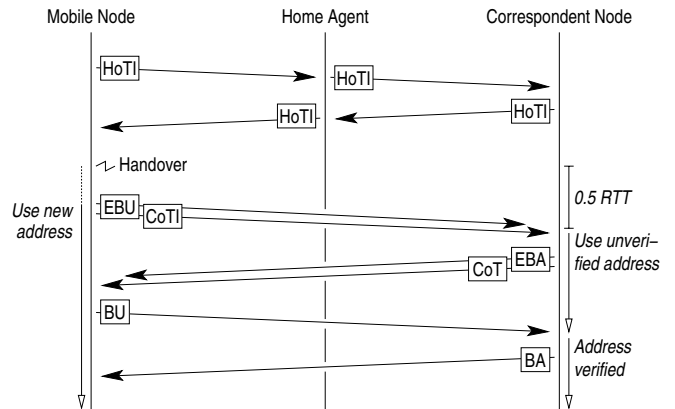 Mobile Node Home Agent Correspondent Node
HoTI
HoTI
HoTI
HoTI
Handover
0.5 RTT
EBU
CoTI
Use new
address
Use unveri-
fied address
EBA
CoT
BU
Address
verified
BA